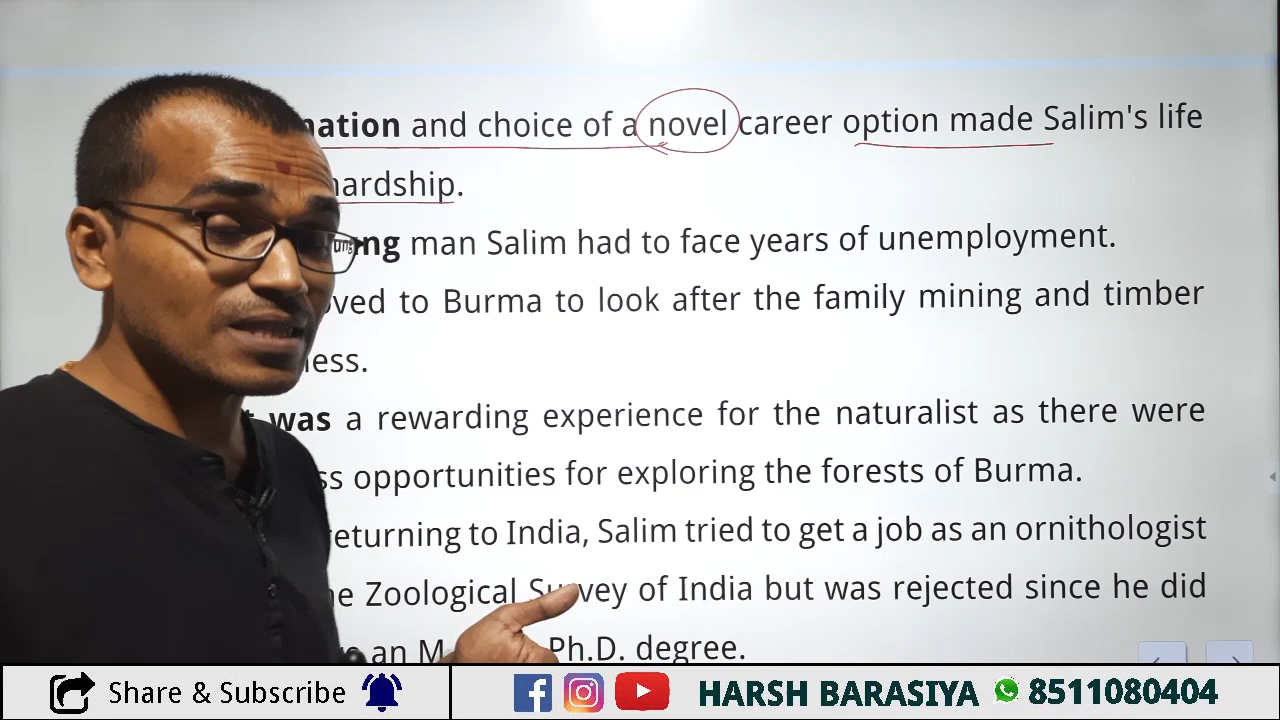 nation and choice of a novel career option made Salim's life
hardship.
ng man Salim had to face years of unemployment.
oved to Burma to look after the family mining and timber
ness.
t was a rewarding experience for the naturalist as there were
ss opportunities for exploring the forests of Burma.
returning to India, Salim tried to get a job as an ornithologist
he Zoological Survey of India but was rejected since he did
an M Ph.D. degree.
Share & Subscribe HARSH BARASIYA 8511080404